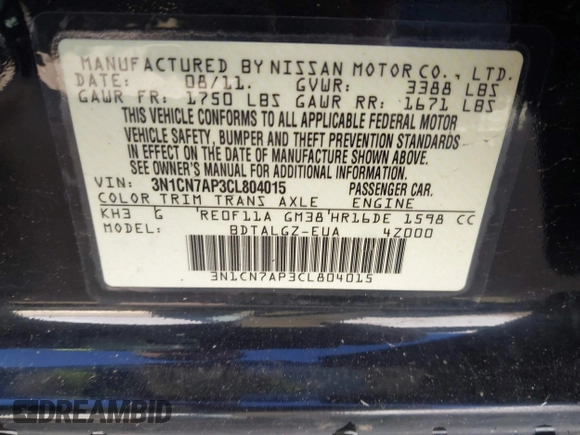 MANUFACTURED BY NISSAN MOTOR CO., LTD.
DATE: 08/11. GVWR: 3388 LBS
GAWR FR: 1750 LBS GAWR RR: 1671 LBS
THIS VEHICLE CONFORMS TO ALL APPLICABLE FEDERAL MOTOR
VEHICLE SAFETY, BUMPER AND THEFT PREVENTION STANDARDS
IN EFFECT ON THE DATE OF MANUFACTURE SHOWN ABOVE.
SEE OWNER'S MANUAL FOR ADDITIONAL INFORMATION.
VIN: 3N1CN7AP3CL804015 PASSENGER CAR.
COLOR TRIM TRANS AXLE ENGINE
KH3 G RE0F11A GM38 HR16DE 1598 CC
MODEL: BDTALGZ-EUA 4Z000
3N1CN7AP3CL804015
DREAMBID